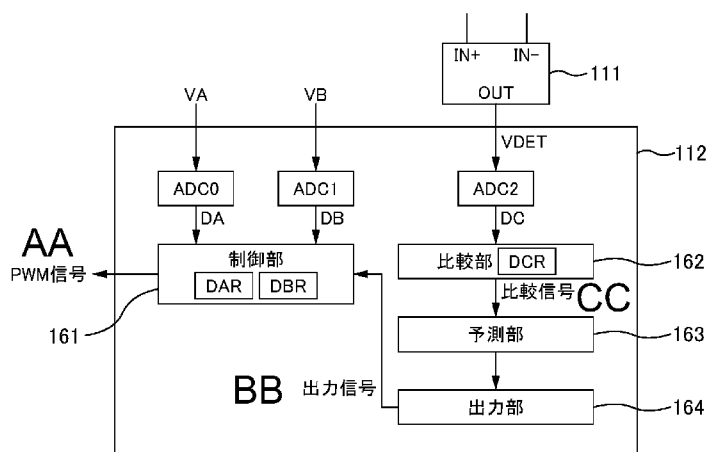 IN+ IN-
OUT
111
VA
VB
VDET
112
ADC0
ADC1
ADC2
DA
DB
DC
AA
PWM信号
制御部
DAR
DBR
161
比較部
DCR
162
比較信号
CC
予測部
163
BB
出力信号
出力部
164